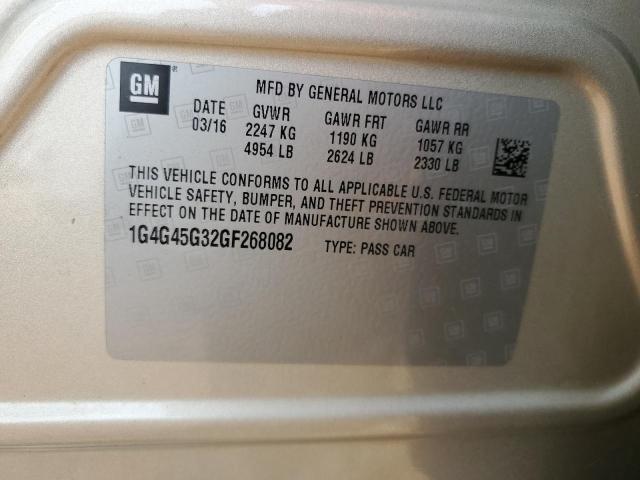 GM ®
MFD BY GENERAL MOTORS LLC
DATE GVWR GAWR FRT GAWR RR
03/16 2247 KG 1190 KG 1057 KG
4954 LB 2624 LB 2330 LB
THIS VEHICLE CONFORMS TO ALL APPLICABLE U.S. FEDERAL MOTOR
VEHICLE SAFETY, BUMPER, AND THEFT PREVENTION STANDARDS IN
EFFECT ON THE DATE OF MANUFACTURE SHOWN ABOVE.
1G4G45G32GF268082 TYPE: PASS CAR